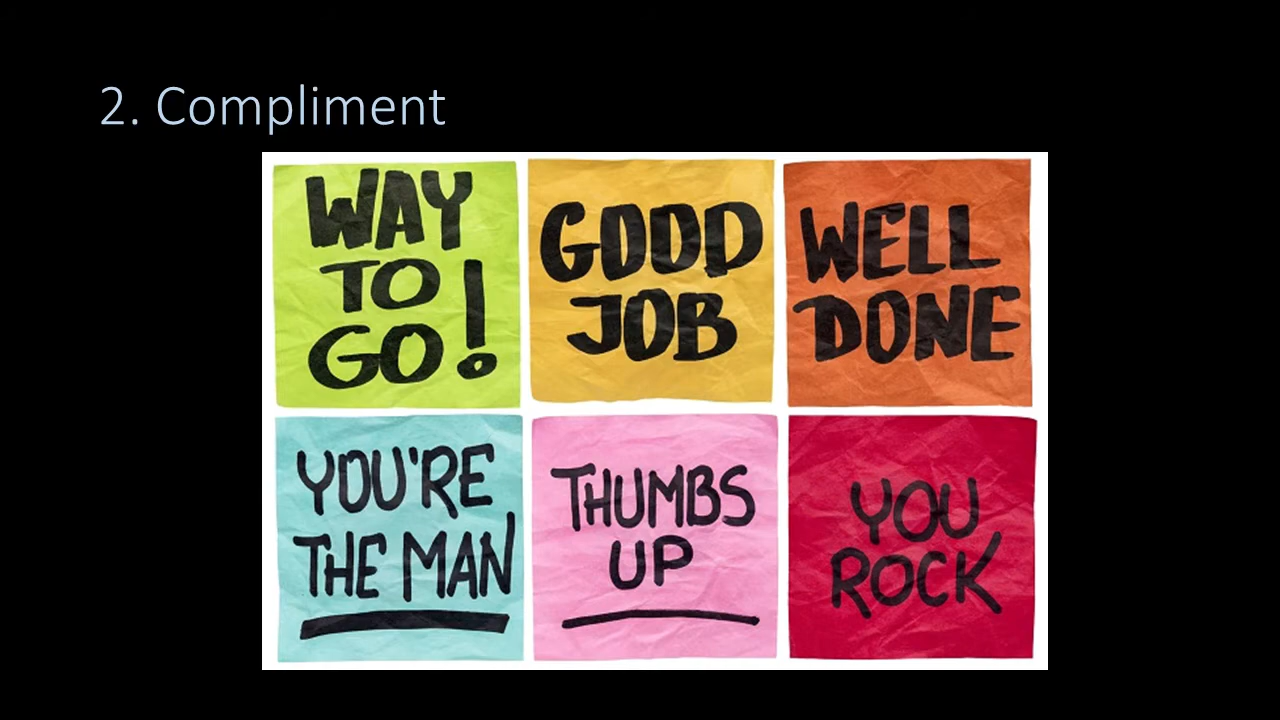 2. Compliment
WAY
TO
GO!
GOOD
JOB
WELL
DONE
YOU'RE
THE MAN
THUMBS
UP
YOU
ROCK